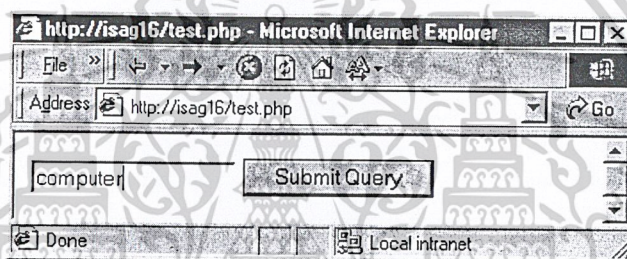 http://isag16/test.php - Microsoft Internet Explorer
File »
Address http://isag16/test.php Go
computer Submit Query
Done Local intranet